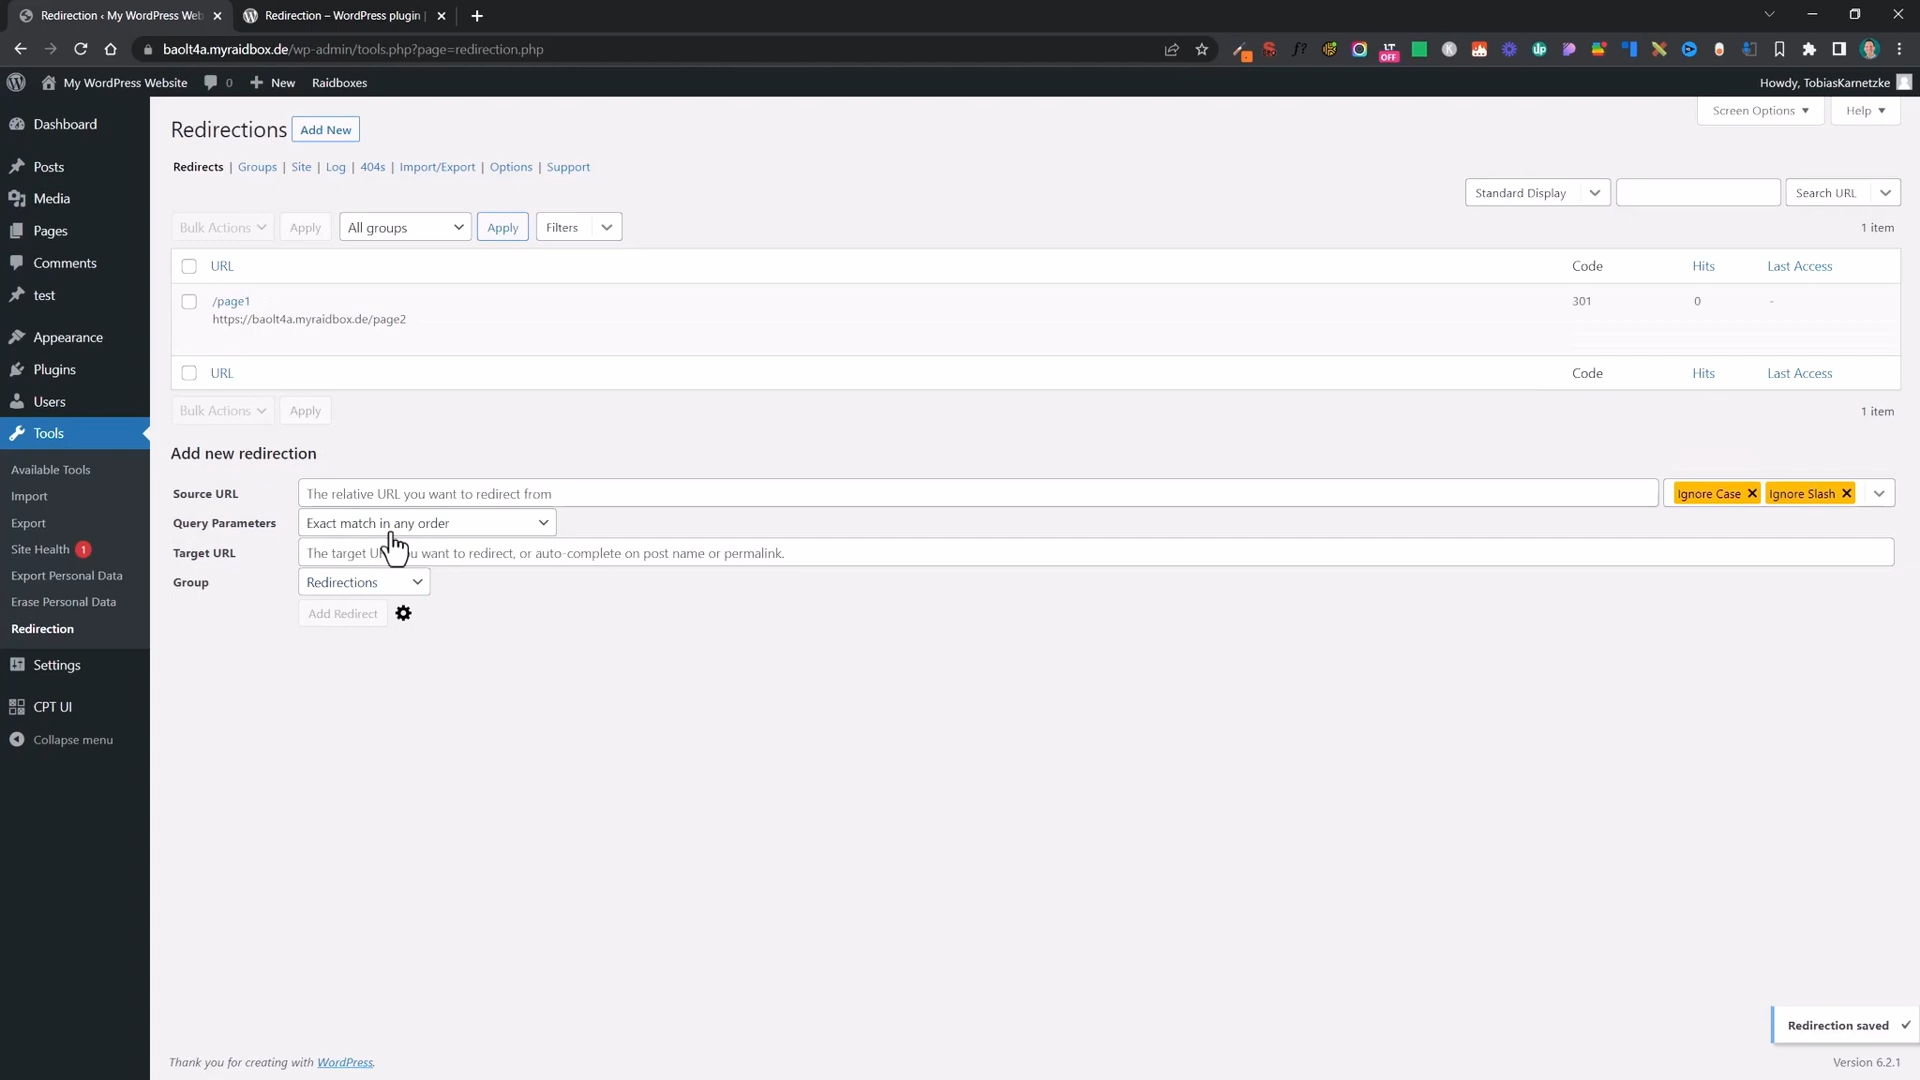 Redirection ‹ My WordPress Web
Redirection – WordPress plugin |
baolt4a.myraidbox.de/wp-admin/tools.php?page=redirection.php
LT
OFF
My WordPress Website
0
New
Raidboxes
Howdy, TobiasKarnetzke
Dashboard
Posts
Media
Pages
Comments
test
Appearance
Plugins
Users
Tools
Available Tools
Import
Export
Site Health 1
Export Personal Data
Erase Personal Data
Redirection
Settings
CPT UI
Collapse menu
Screen Options
Help
Redirections Add New
Redirects | Groups | Site | Log | 404s | Import/Export | Options | Support
Standard Display Search URL
Bulk Actions Apply All groups Apply Filters 1 item
URL Code Hits Last Access
/page1 301 0 -
https://baolt4a.myraidbox.de/page2
URL Code Hits Last Access
Bulk Actions Apply 1 item
Add new redirection
Source URL The relative URL you want to redirect from Ignore Case Ignore Slash
Query Parameters Exact match in any order
Target URL The target want to redirect, or auto-complete on post name or permalink.
Group Redirections
Add Redirect
Redirection saved
Thank you for creating with WordPress.
Version 6.2.1